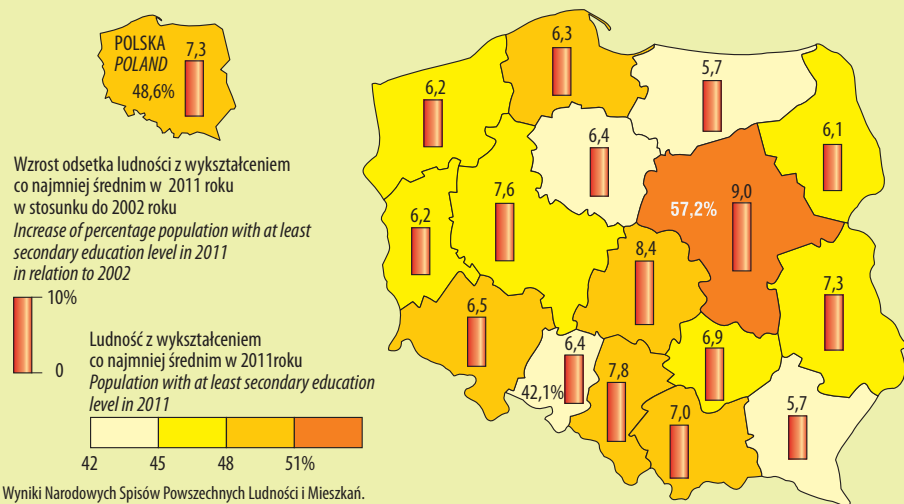 POLSKA
POLAND
7,3
48,6%
Wzrost odsetka ludności z wykształceniem
co najmniej średnim w 2011 roku
w stosunku do 2002 roku
Increase of percentage population with at least
secondary education level in 2011
in relation to 2002
10%
0
Ludność z wykształceniem
co najmniej średnim w 2011roku
Population with at least secondary education
level in 2011
42 45 48 51%
Wyniki Narodowych Spisów Powszechnych Ludności i Mieszkań.
6,3
5,7
6,2
6,4
6,1
7,6
9,0
57,2%
6,2
8,4
7,3
6,5
6,4
42,1%
6,9
7,8
7,0
5,7